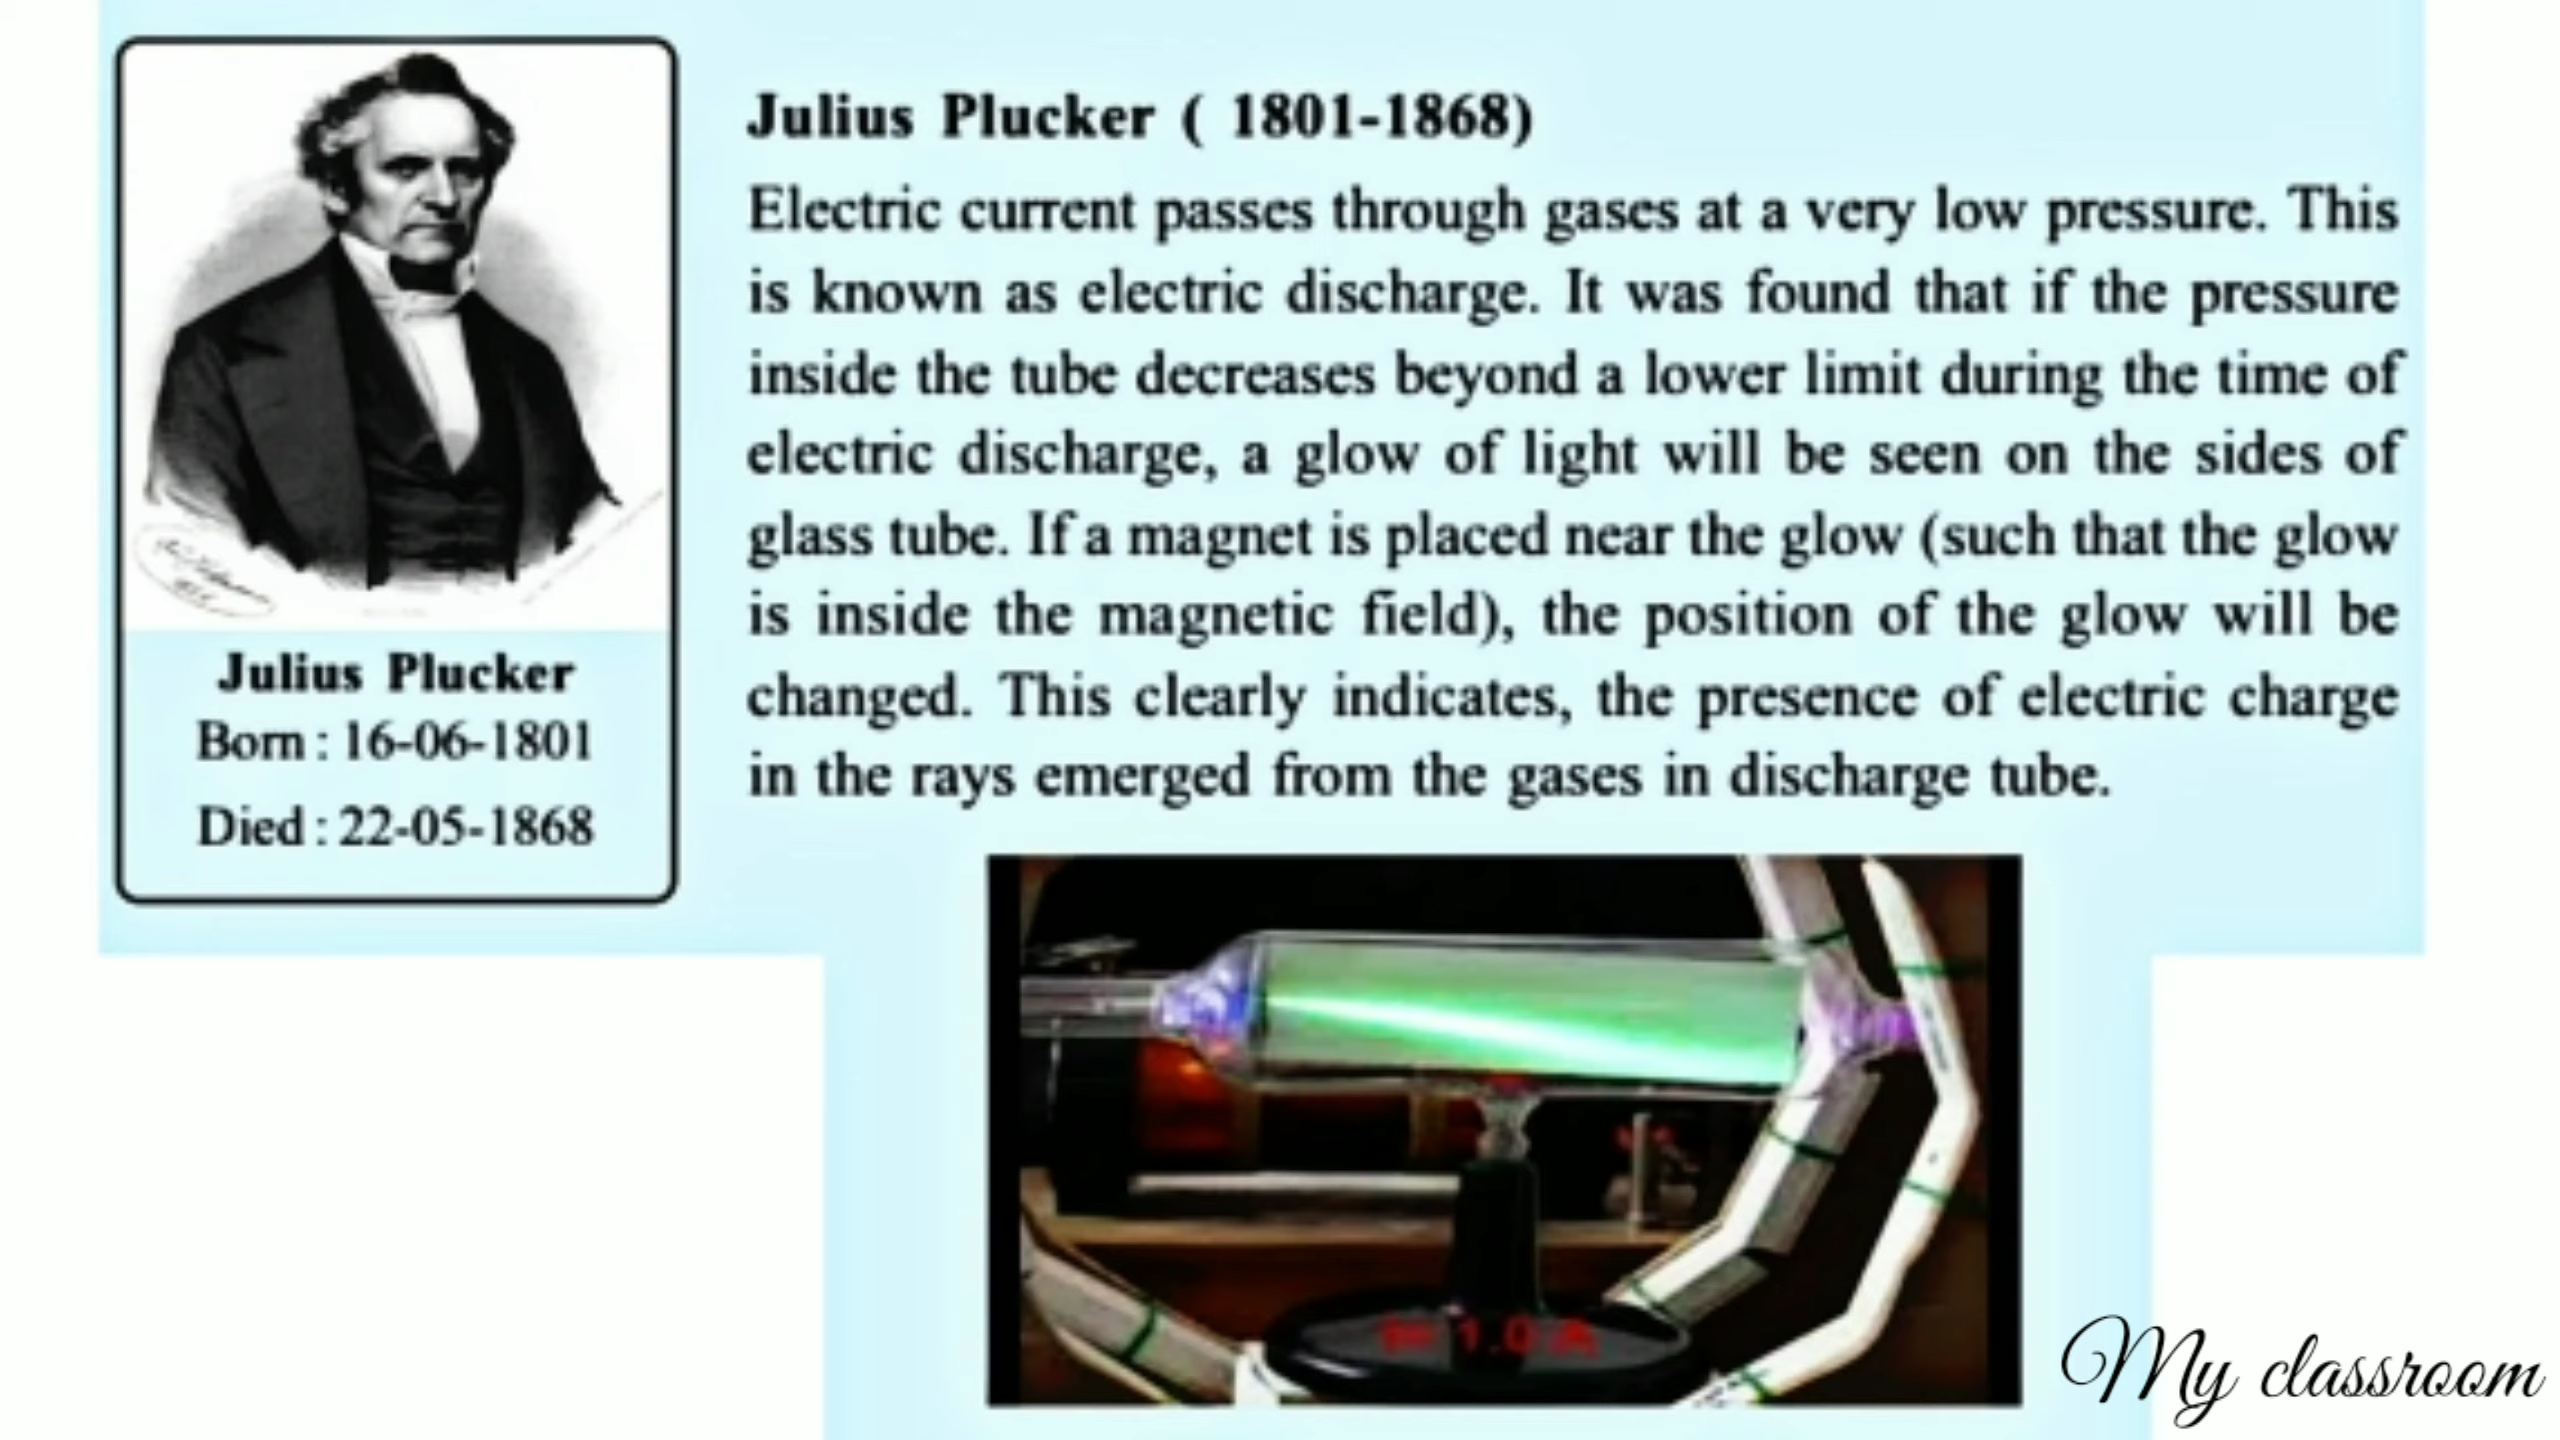 Julius Plucker
Born : 16-06-1801
Died : 22-05-1868
Julius Plucker ( 1801-1868)
Electric current passes through gases at a very low pressure. This
is known as electric discharge. It was found that if the pressure
inside the tube decreases beyond a lower limit during the time of
electric discharge, a glow of light will be seen on the sides of
glass tube. If a magnet is placed near the glow (such that the glow
is inside the magnetic field), the position of the glow will be
changed. This clearly indicates, the presence of electric charge
in the rays emerged from the gases in discharge tube.
1.0 A
My classroom